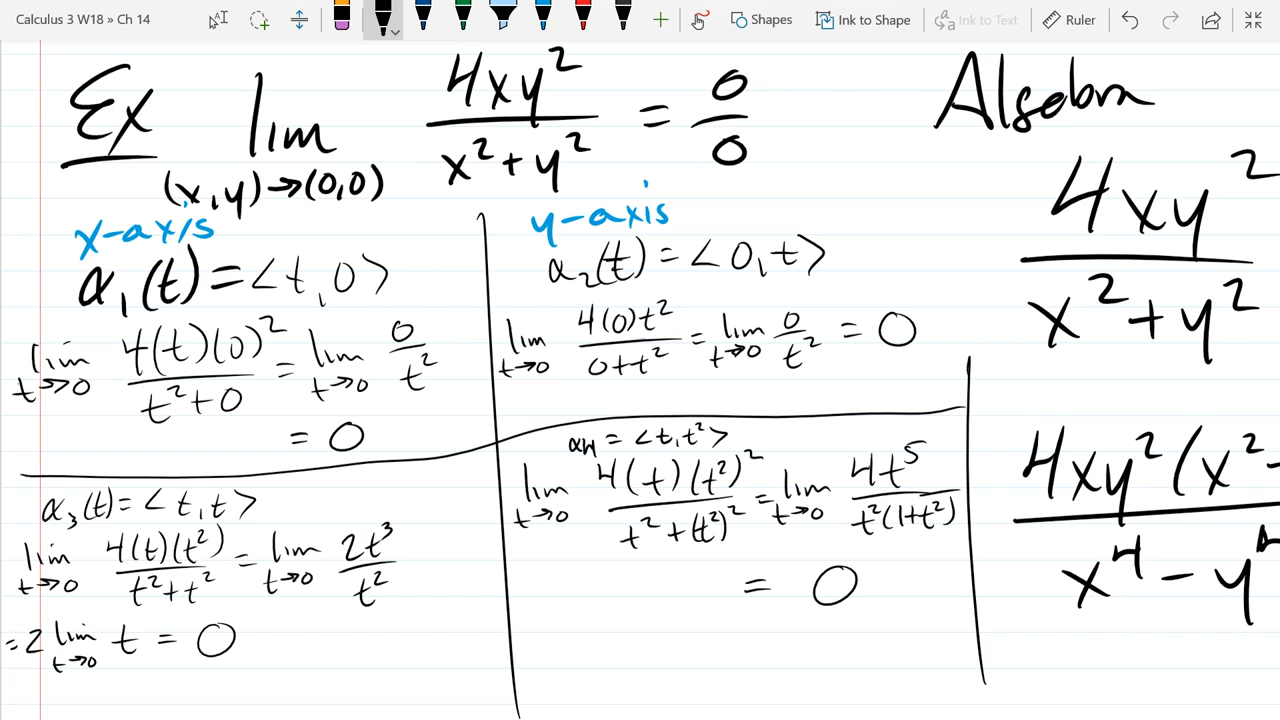 Calculus 3 W18 » Ch 14
Shapes
Ink to Shape
Ink to Text
Ruler
Ex lim (x,y)→(0,0) 4xy²/(x²+y²) = 0/0
x-axis
α₁(t) = <t,0>
lim t→0 4(t)(0)²/(t²+0) = lim t→0 0/t²
= 0
y-axis
α₂(t) = <0,t>
lim t→0 4(0)t²/(0+t²) = lim t→0 0/t² = 0
α₃(t) = <t,t>
lim t→0 4(t)(t²)/(t²+t²) = lim t→0 2t³/t²
= 2 lim t→0 t = 0
α₄ = <t,t²>
lim t→0 4(t)(t²)²/(t²+(t²)²) = lim t→0 4t⁵/(t²(1+t²))
= 0
Algebra
4xy²/(x²+y²)
4xy²(x²-
x⁴-y⁴